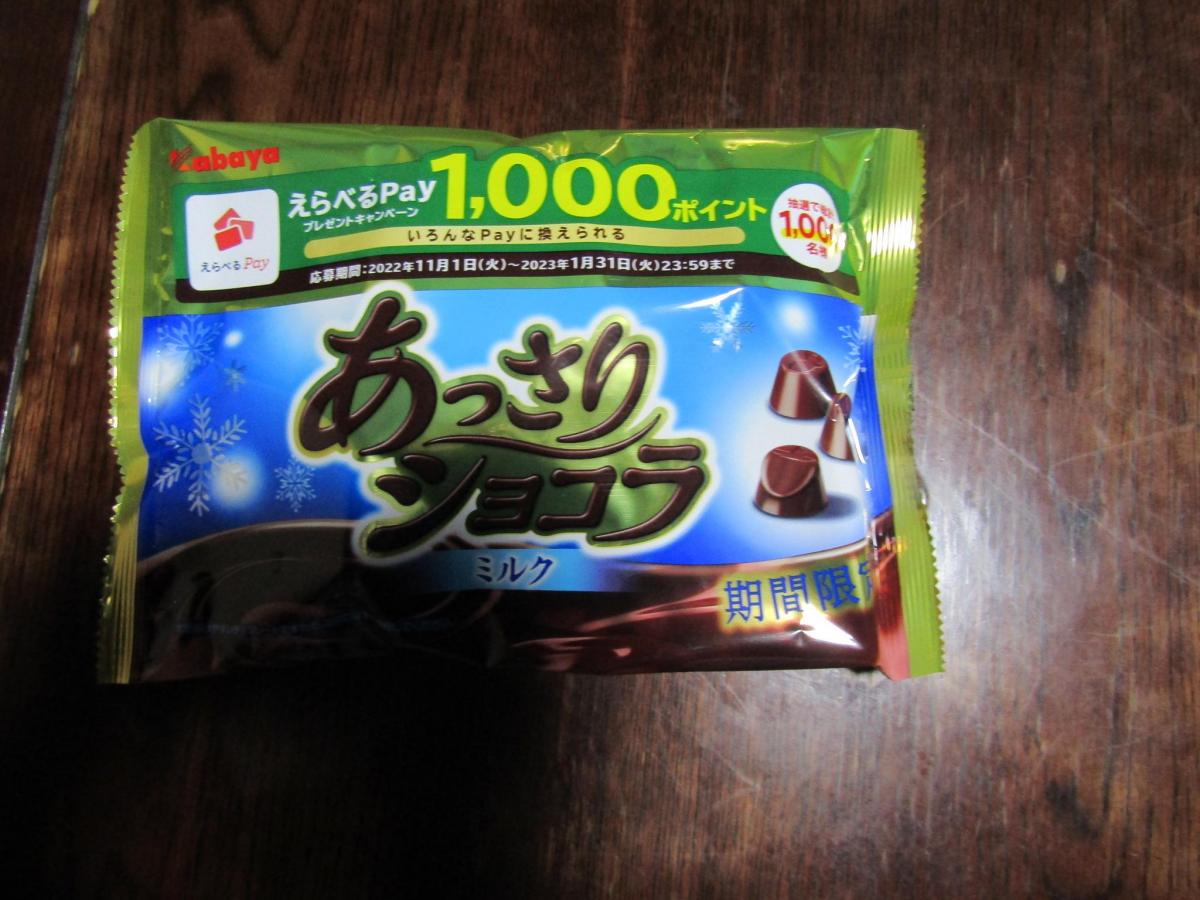 Kabaya
えらべるPay
プレゼントキャンペーン
1,000ポイント
いろんなPayに換えられる
応募期間:2022年11月1日(火)～2023年1月31日(火)23:59まで
えらべるPay
抽選で
1,00
名様
あっさり
ショコラ
ミルク
期間限定